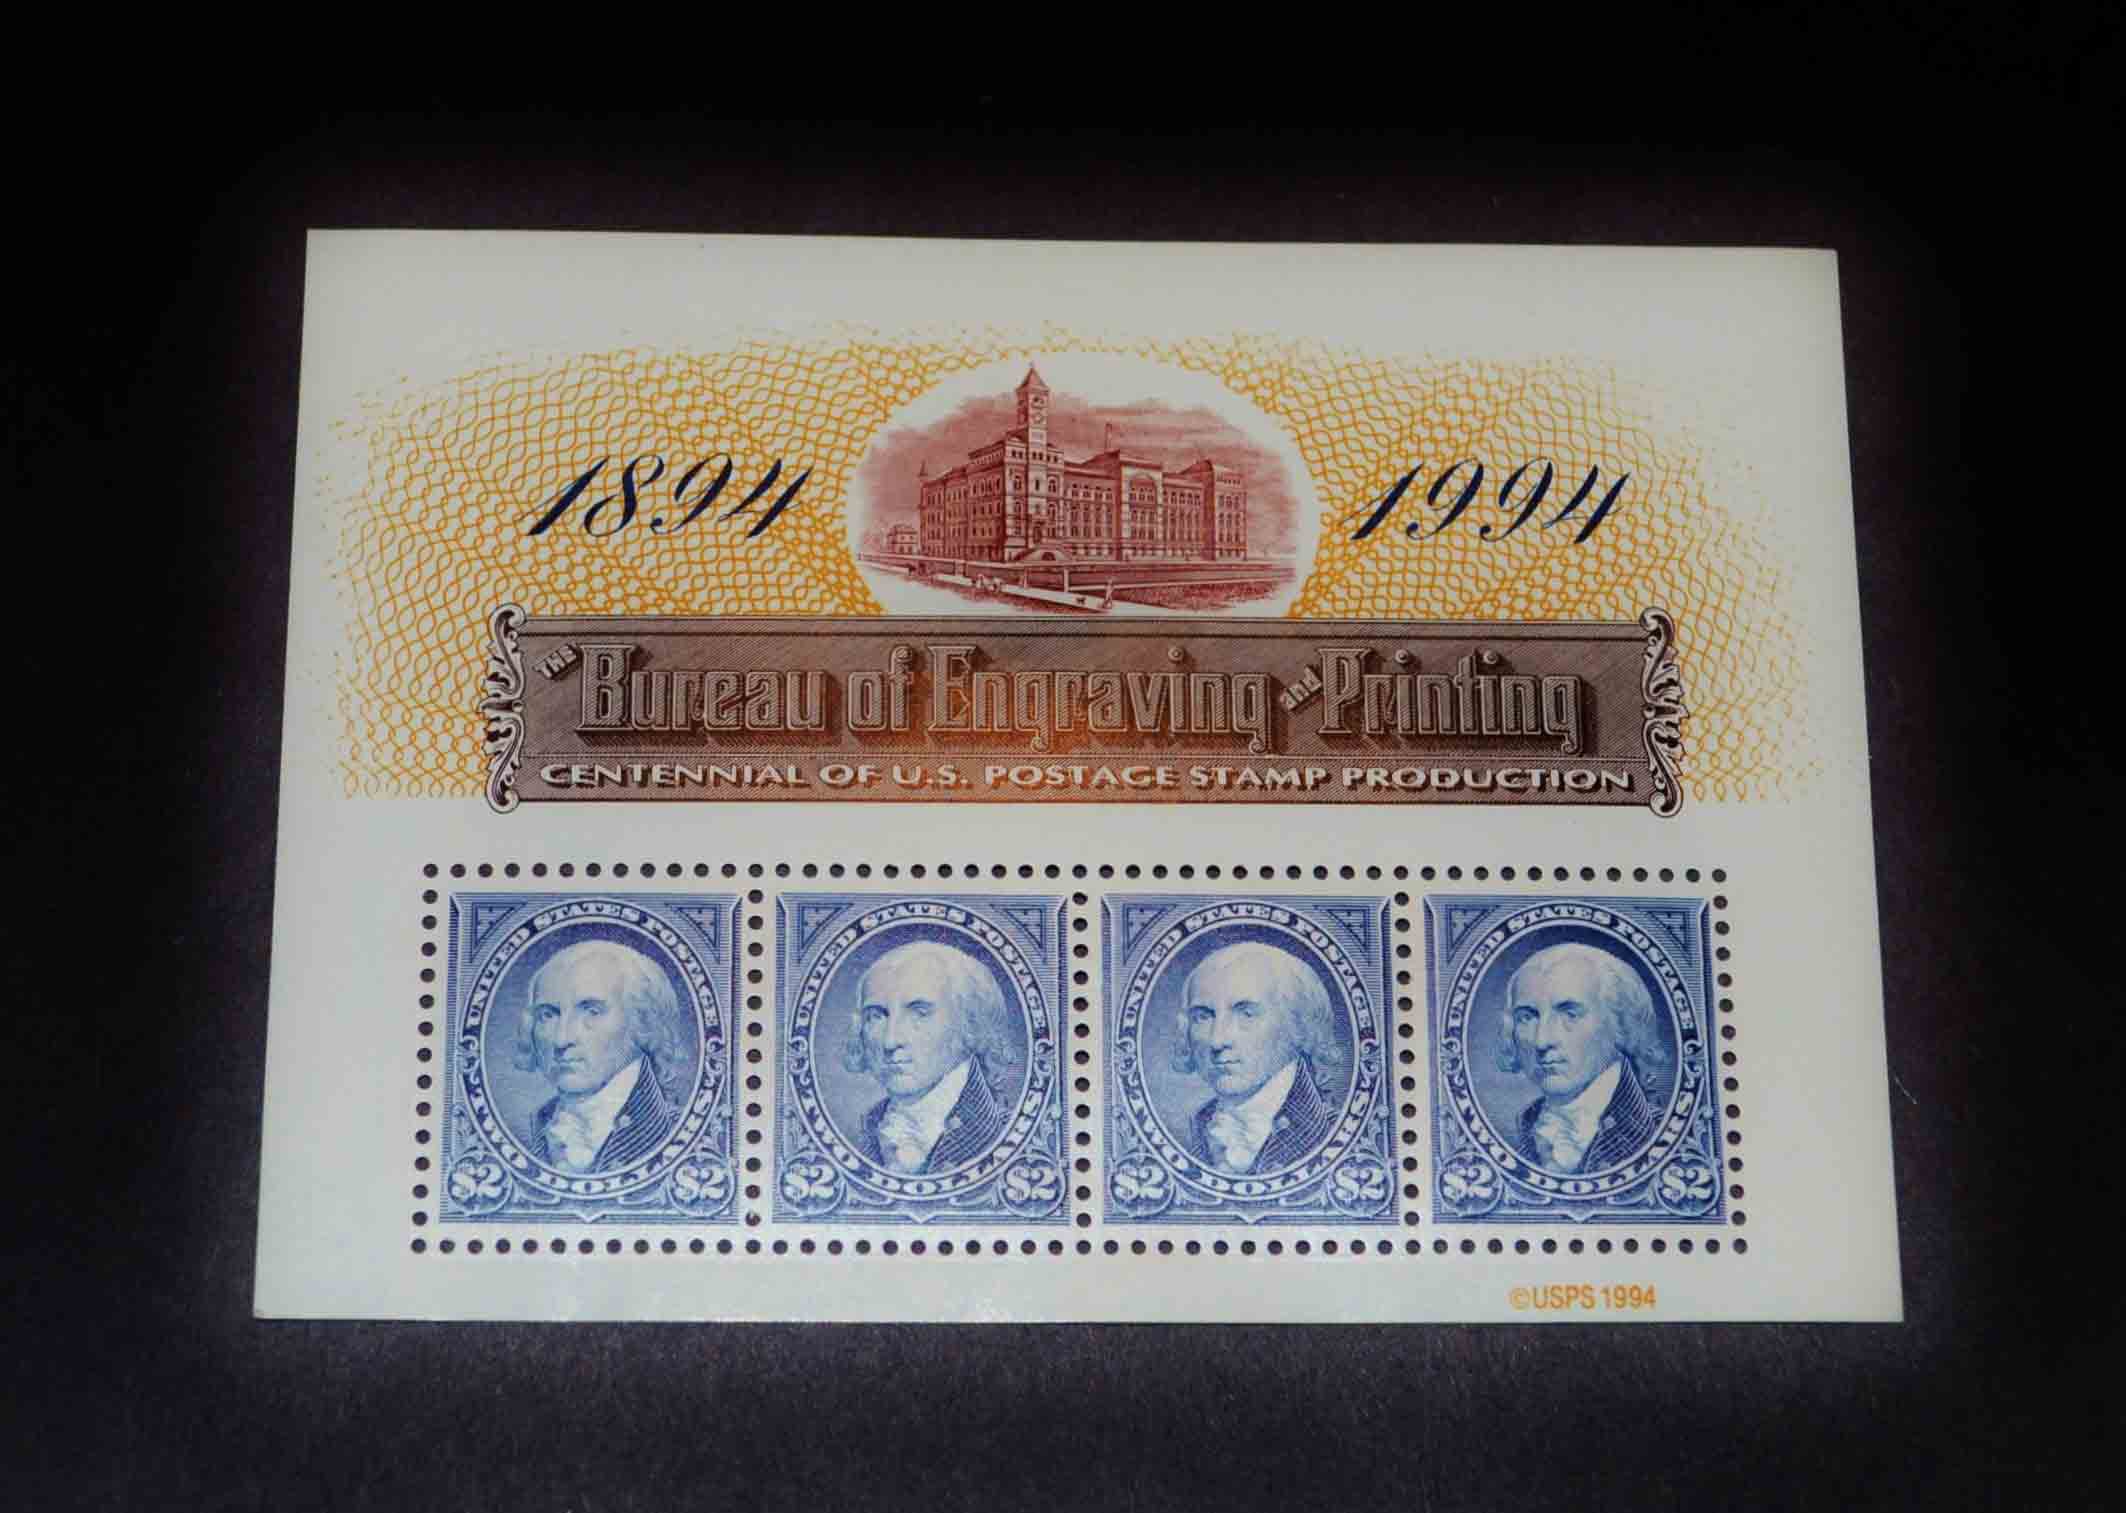 1894 1994
THE Bureau of Engraving and Printing
CENTENNIAL OF U.S. POSTAGE STAMP PRODUCTION
UNITED STATES POSTAGE UNITED STATES POSTAGE UNITED STATES POSTAGE UNITED STATES POSTAGE
TWO DOLLARS TWO DOLLARS TWO DOLLARS TWO DOLLARS
$2 $2 $2 $2 $2 $2 $2 $2
©USPS 1994